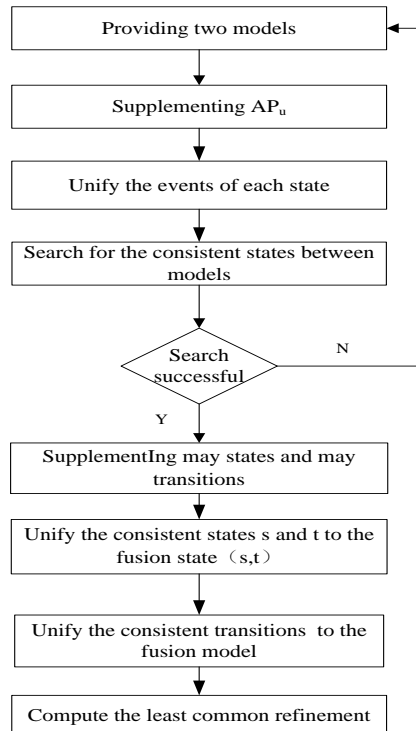 Providing two models
Supplementing APu
Unify the events of each state
Search for the consistent states between
models
Search
successful
N
Y
SupplementIng may states and may
transitions
Unify the consistent states s and t to the
fusion state（s,t）
Unify the consistent transitions to the
fusion model
Compute the least common refinement